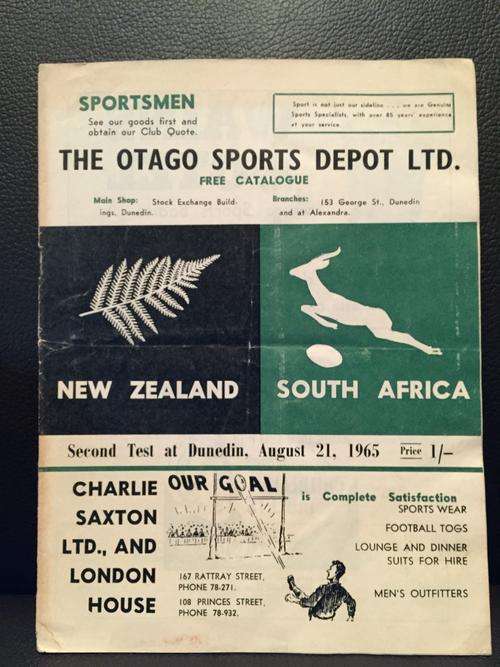 SPORTSMEN
See our goods first and
obtain our Club Quote.
Sport is not just our sideline . . . we are Genuine
Sports Specialists, with over 85 years' experience
at your service.
THE OTAGO SPORTS DEPOT LTD.
FREE CATALOGUE
Main Shop: Stock Exchange Build-
ings, Dunedin.
Branches: 153 George St., Dunedin
and at Alexandra.
NEW ZEALAND
SOUTH AFRICA
Second Test at Dunedin, August 21, 1965 Price 1/–
CHARLIE
SAXTON
LTD., AND
LONDON
HOUSE
OUR GOAL
is Complete Satisfaction
167 RATTRAY STREET,
PHONE 78-271.
108 PRINCES STREET,
PHONE 78-932.
SPORTS WEAR
FOOTBALL TOGS
LOUNGE AND DINNER
SUITS FOR HIRE
MEN'S OUTFITTERS